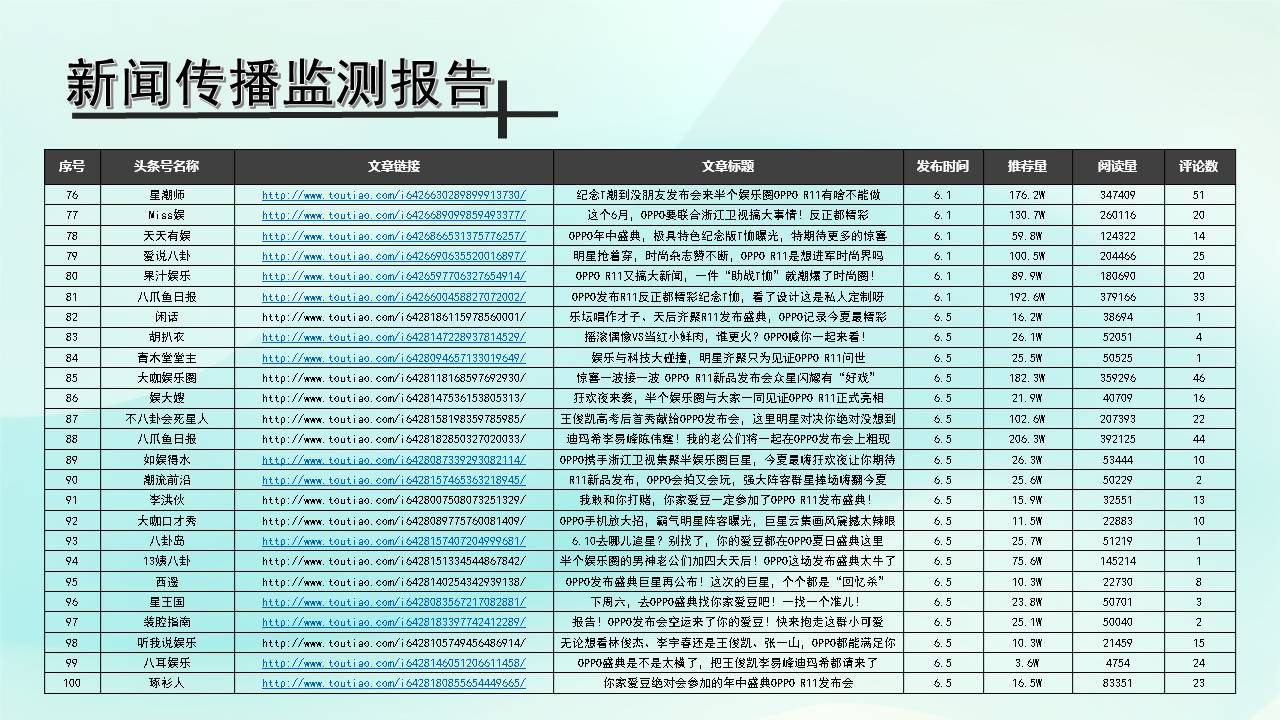 新闻传播监测报告
序号 头条号名称 文章链接 文章标题 发布时间 推荐量 阅读量 评论数
76 星潮师 http://www.toutiao.com/i6426630289899913730/ 纪念T潮到没朋友发布会来半个娱乐圈OPPO R11有啥不能做 6.1 176.2W 347409 51
77 Miss娱 http://www.toutiao.com/i6426689099859493377/ 这个6月，OPPO要联合浙江卫视搞大事情！反正都精彩 6.1 130.7W 260116 20
78 天天有娱 http://www.toutiao.com/i6426866531375776257/ OPPO年中盛典，极具特色纪念版T恤曝光，特期待更多的惊喜 6.1 59.8W 124322 14
79 爱说八卦 http://www.toutiao.com/i6426690635520016897/ 明星抢着穿，时尚杂志赞不断，OPPO R11是想进军时尚界吗 6.1 100.5W 204466 25
80 果汁娱乐 http://www.toutiao.com/i6426597706327654914/ OPPO R11又搞大新闻，一件“助战T恤”就潮爆了时尚圈！ 6.1 89.9W 180690 20
81 八爪鱼日报 http://www.toutiao.com/i6426600458827072002/ OPPO发布R11反正都精彩纪念T恤，看了设计这是私人定制呀 6.1 192.6W 379166 33
82 闲话 http://www.toutiao.com/i6428186115978560001/ 乐坛唱作才子、天后齐聚R11发布盛典，OPPO记录今夏最精彩 6.5 16.2W 38694 1
83 胡扒衣 http://www.toutiao.com/i6428147228937814529/ 摇滚偶像VS当红小鲜肉，谁更火？OPPO喊你一起来看！ 6.5 26.1W 52051 4
84 青木堂堂主 http://www.toutiao.com/i6428094657133019649/ 娱乐与科技大碰撞，明星齐聚只为见证OPPO R11问世 6.5 25.5W 50525 1
85 大咖娱乐圈 http://www.toutiao.com/i6428118168597692930/ 惊喜一波接一波 OPPO R11新品发布会众星闪耀有“好戏” 6.5 182.3W 359296 46
86 娱大嫂 http://www.toutiao.com/i6428147536153805313/ 狂欢夜来袭，半个娱乐圈与大家一同见证OPPO R11正式亮相 6.5 21.9W 40709 16
87 不八卦会死星人 http://www.toutiao.com/i6428158198359785985/ 王俊凯高考后首秀献给OPPO发布会，这里明星对决你绝对没想到 6.5 102.6W 207393 22
88 八爪鱼日报 http://www.toutiao.com/i6428182850327020033/ 迪玛希李易峰陈伟霆！我的老公们将一起在OPPO发布会上粗现 6.5 206.3W 392125 44
89 如娱得水 http://www.toutiao.com/i6428087339293082114/ OPPO携手浙江卫视集聚半娱乐圈巨星，今夏最嗨狂欢夜让你期待 6.5 26.3W 53444 10
90 潮流前沿 http://www.toutiao.com/i6428157465363218945/ R11新品发布，OPPO会拍又会玩，强大阵容群星捧场嗨翻今夏 6.5 25.6W 50229 2
91 李洪伙 http://www.toutiao.com/i6428007508073251329/ 我敢和你打赌，你家爱豆一定参加了OPPO R11发布盛典！ 6.5 15.9W 32551 13
92 大咖口才秀 http://www.toutiao.com/i6428089775760081409/ OPPO手机放大招，霸气明星阵容曝光，巨星云集画风震撼太辣眼 6.5 11.5W 22883 10
93 八卦岛 http://www.toutiao.com/i6428157407204999681/ 6.10去哪儿追星？别找了，你的爱豆都在OPPO夏日盛典这里 6.5 25.7W 51219 1
94 13姨八卦 http://www.toutiao.com/i6428151334544867842/ 半个娱乐圈的男神老公们加四大天后！OPPO这场发布盛典太牛了 6.5 75.6W 145214 1
95 西遥 http://www.toutiao.com/i6428140254342939138/ OPPO发布盛典巨星再公布！这次的巨星，个个都是“回忆杀” 6.5 10.3W 22730 8
96 星王国 http://www.toutiao.com/i6428083567217082881/ 下周六，去OPPO盛典找你家爱豆吧！一找一个准儿！ 6.5 23.8W 50701 3
97 装腔指南 http://www.toutiao.com/i6428183397742412289/ 报告！OPPO发布会空运来了你的爱豆！快来抱走这群小可爱 6.5 25.1W 50040 2
98 听我说娱乐 http://www.toutiao.com/i6428105749456486914/ 无论想看林俊杰、李宇春还是王俊凯、张一山，OPPO都能满足你 6.5 10.3W 21459 15
99 八耳娱乐 http://www.toutiao.com/i6428146051206611458/ OPPO盛典是不是太横了，把王俊凯李易峰迪玛希都请来了 6.5 3.6W 4754 24
100 琢衫人 http://www.toutiao.com/i6428180855654449665/ 你家爱豆绝对会参加的年中盛典OPPO R11发布会 6.5 16.5W 83351 23